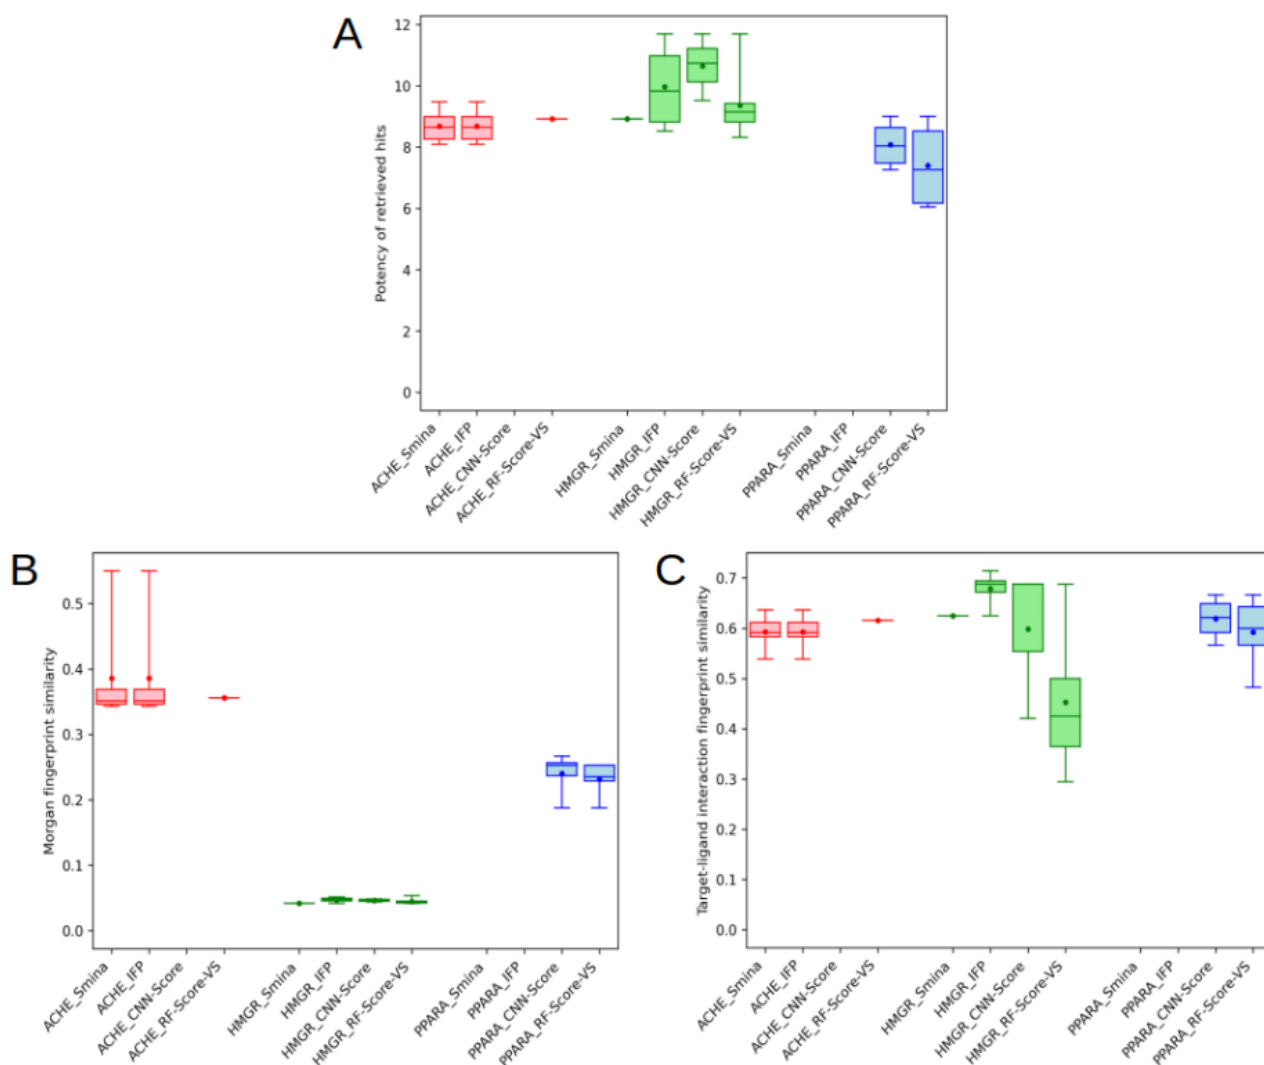 A
12
10
8
6
4
2
0
Potency of retrieved hits
ACHE_Smina
ACHE_IFP
ACHE_CNN-Score
ACHE_RF-Score-VS
HMGR_Smina
HMGR_IFP
HMGR_CNN-Score
HMGR_RF-Score-VS
PPARA_Smina
PPARA_IFP
PPARA_CNN-Score
PPARA_RF-Score-VS
B
0.5
0.4
0.3
0.2
0.1
0.0
Morgan fingerprint similarity
ACHE_Smina
ACHE_IFP
ACHE_CNN-Score
ACHE_RF-Score-VS
HMGR_Smina
HMGR_IFP
HMGR_CNN-Score
HMGR_RF-Score-VS
PPARA_Smina
PPARA_IFP
PPARA_CNN-Score
PPARA_RF-Score-VS
C
0.7
0.6
0.5
0.4
0.3
0.2
0.1
0.0
Target-ligand interaction fingerprint similarity
ACHE_Smina
ACHE_IFP
ACHE_CNN-Score
ACHE_RF-Score-VS
HMGR_Smina
HMGR_IFP
HMGR_CNN-Score
HMGR_RF-Score-VS
PPARA_Smina
PPARA_IFP
PPARA_CNN-Score
PPARA_RF-Score-VS